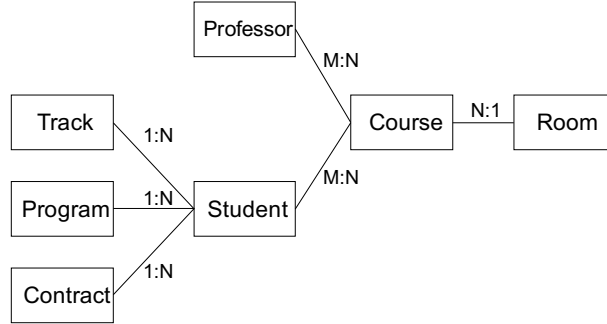 Professor
M:N
Track
Course
N:1
Room
1:N
M:N
Program
1:N
Student
1:N
Contract